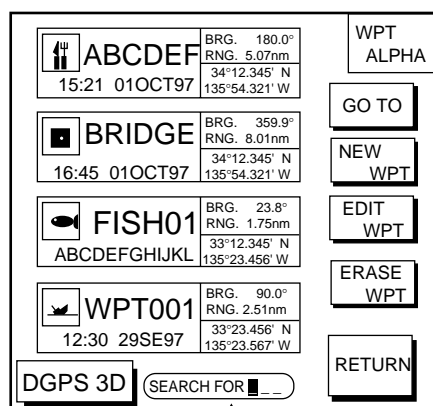 ABCDEF
15:21 01OCT97
BRG. 180.0°
RNG. 5.07nm
34°12.345' N
135°54.321' W
BRIDGE
16:45 01OCT97
BRG. 359.9°
RNG. 8.01nm
34°12.345' N
135°54.321' W
FISH01
ABCDEFGHIJKL
BRG. 23.8°
RNG. 1.75nm
33°12.345' N
135°23.456' W
WPT001
12:30 29SE97
BRG. 90.0°
RNG. 2.51nm
33°23.456' N
135°23.567' W
DGPS 3D
SEARCH FOR █ _ _
WPT
ALPHA
GO TO
NEW
WPT
EDIT
WPT
ERASE
WPT
RETURN